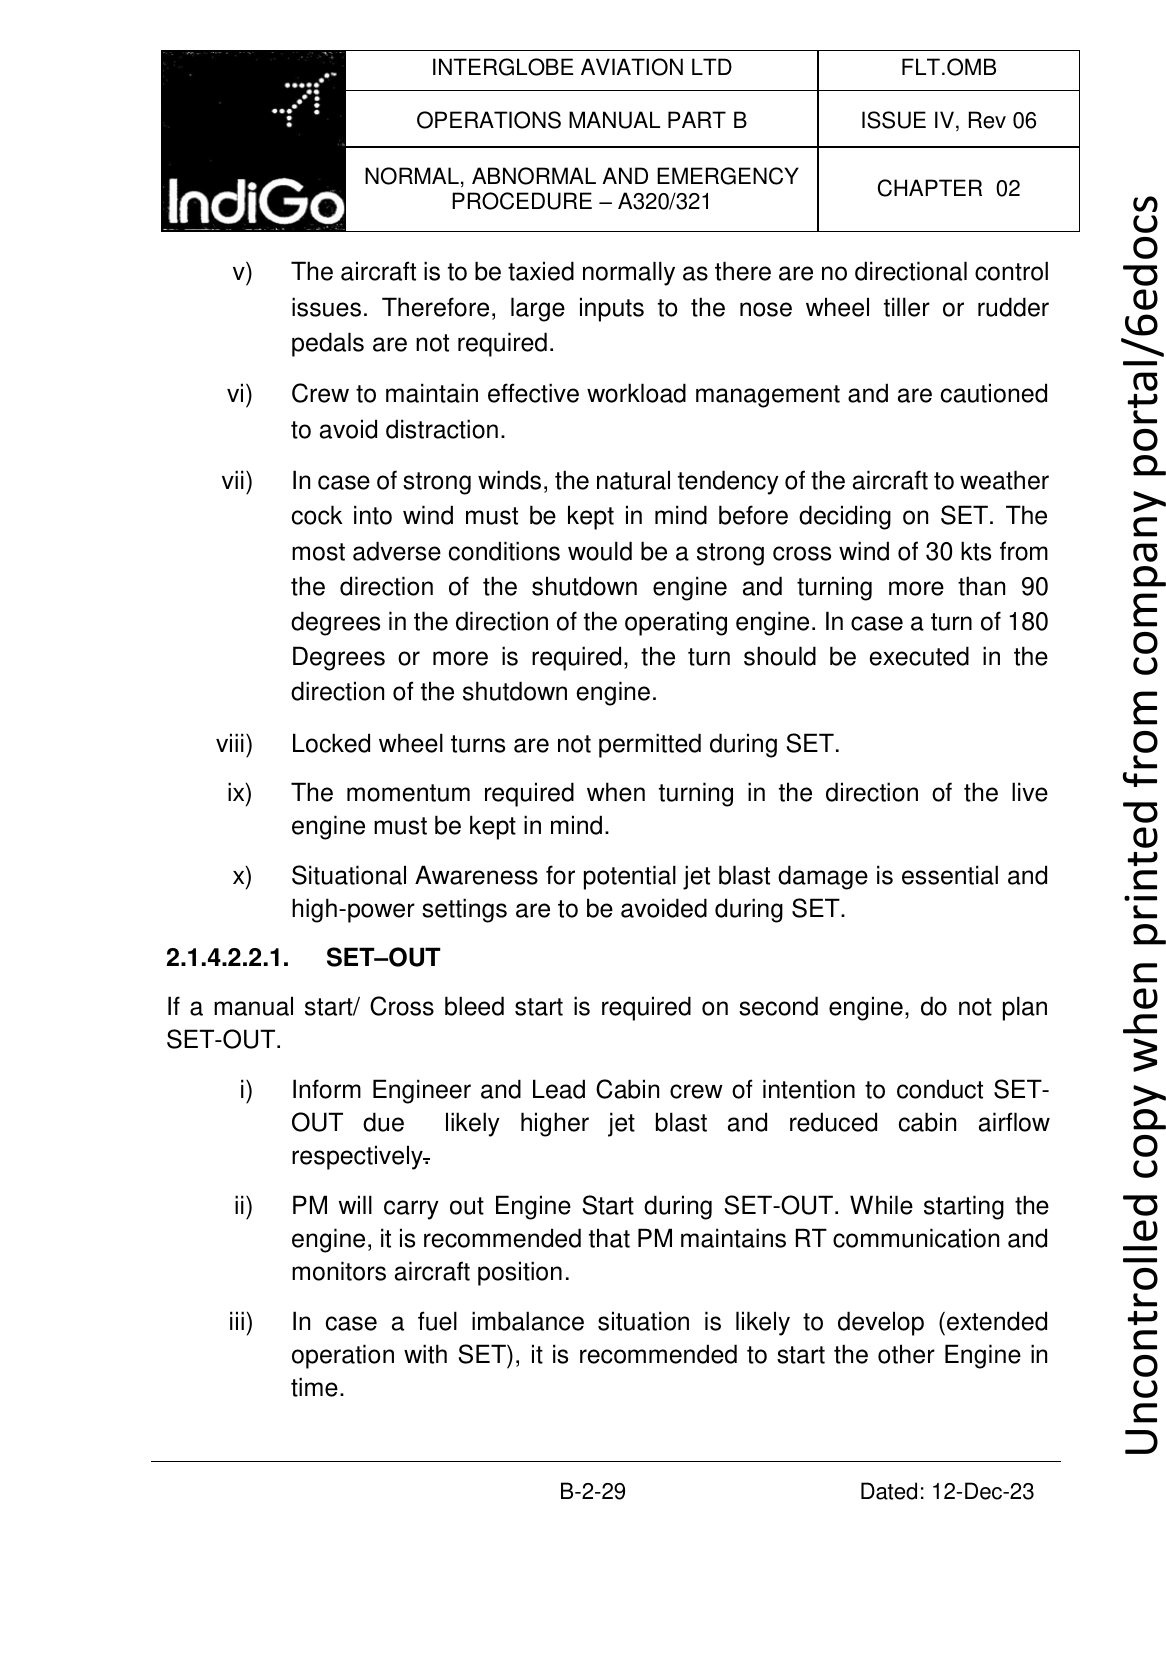 INTERGLOBE AVIATION LTD
FLT.OMB
OPERATIONS MANUAL PART B
ISSUE IV, Rev 06
IndiGo
NORMAL, ABNORMAL AND EMERGENCY
PROCEDURE – A320/321
CHAPTER 02
v) The aircraft is to be taxied normally as there are no directional control
issues. Therefore, large inputs to the nose wheel tiller or rudder
pedals are not required.
vi) Crew to maintain effective workload management and are cautioned
to avoid distraction.
vii) In case of strong winds, the natural tendency of the aircraft to weather
cock into wind must be kept in mind before deciding on SET. The
most adverse conditions would be a strong cross wind of 30 kts from
the direction of the shutdown engine and turning more than 90
degrees in the direction of the operating engine. In case a turn of 180
Degrees or more is required, the turn should be executed in the
direction of the shutdown engine.
viii) Locked wheel turns are not permitted during SET.
ix) The momentum required when turning in the direction of the live
engine must be kept in mind.
x) Situational Awareness for potential jet blast damage is essential and
high-power settings are to be avoided during SET.
2.1.4.2.2.1. SET–OUT
If a manual start/ Cross bleed start is required on second engine, do not plan
SET-OUT.
i) Inform Engineer and Lead Cabin crew of intention to conduct SET-
OUT due likely higher jet blast and reduced cabin airflow
respectively.
ii) PM will carry out Engine Start during SET-OUT. While starting the
engine, it is recommended that PM maintains RT communication and
monitors aircraft position.
iii) In case a fuel imbalance situation is likely to develop (extended
operation with SET), it is recommended to start the other Engine in
time.
B-2-29
Dated: 12-Dec-23
Uncontrolled copy when printed from company portal/6edocs